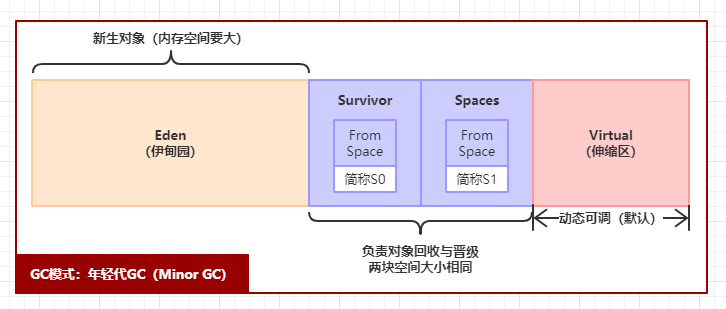 新生对象（内存空间要大）
Eden
（伊甸园）
Survivor
From
Space
简称S0
Spaces
From
Space
简称S1
Virtual
（伸缩区）
动态可调（默认）
负责对象回收与晋级
两块空间大小相同
GC模式：年轻代GC（Minor GC）